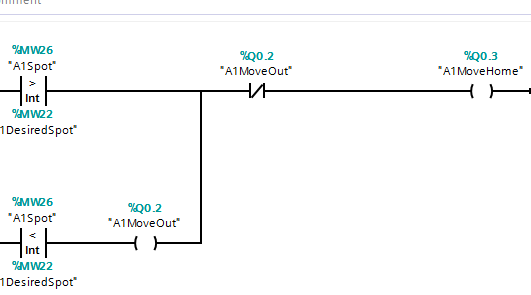 %MW26
"A1Spot"
>
Int
%MW22
1DesiredSpot"
%Q0.2
"A1MoveOut"
%Q0.3
"A1MoveHome"
%MW26
"A1Spot"
<
Int
%MW22
1DesiredSpot"
%Q0.2
"A1MoveOut"